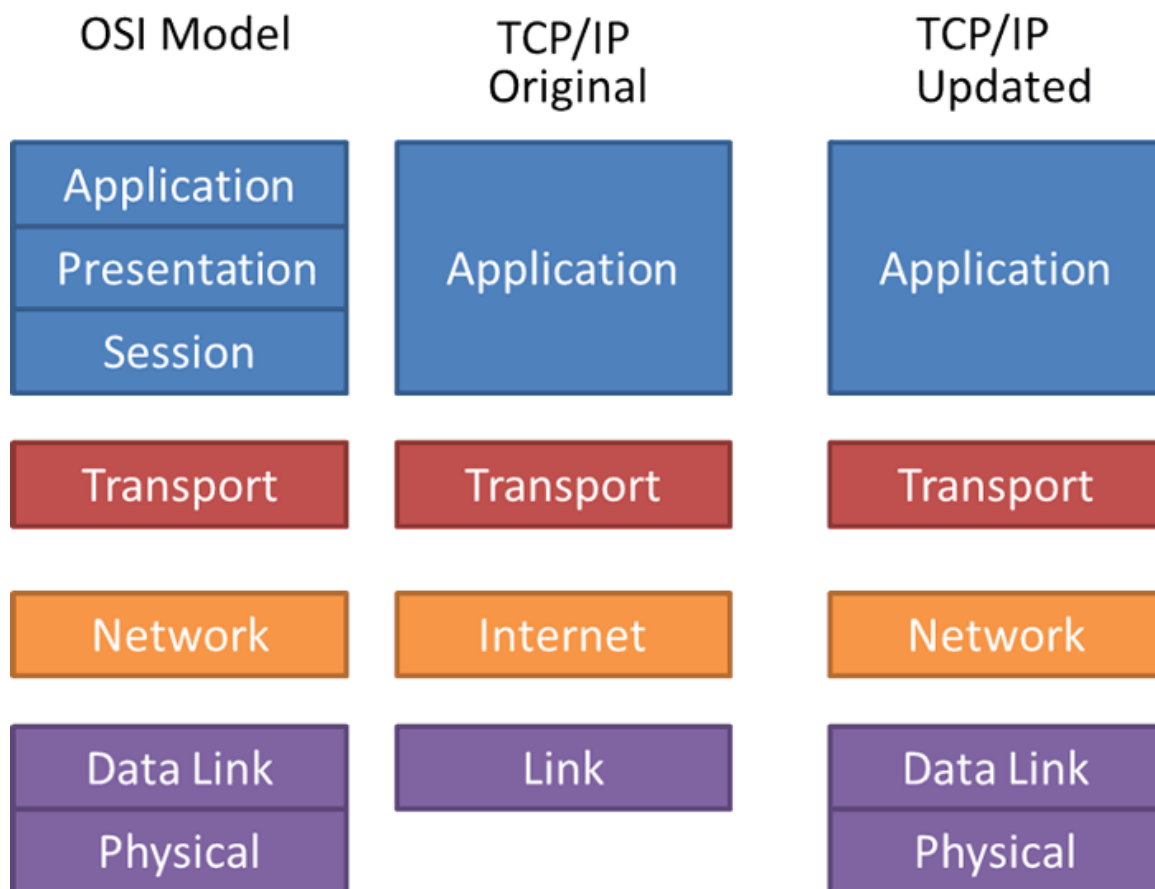 OSI Model
TCP/IP
Original
TCP/IP
Updated
Application
Presentation
Session
Transport
Network
Data Link
Physical
Application
Transport
Internet
Link
Application
Transport
Network
Data Link
Physical